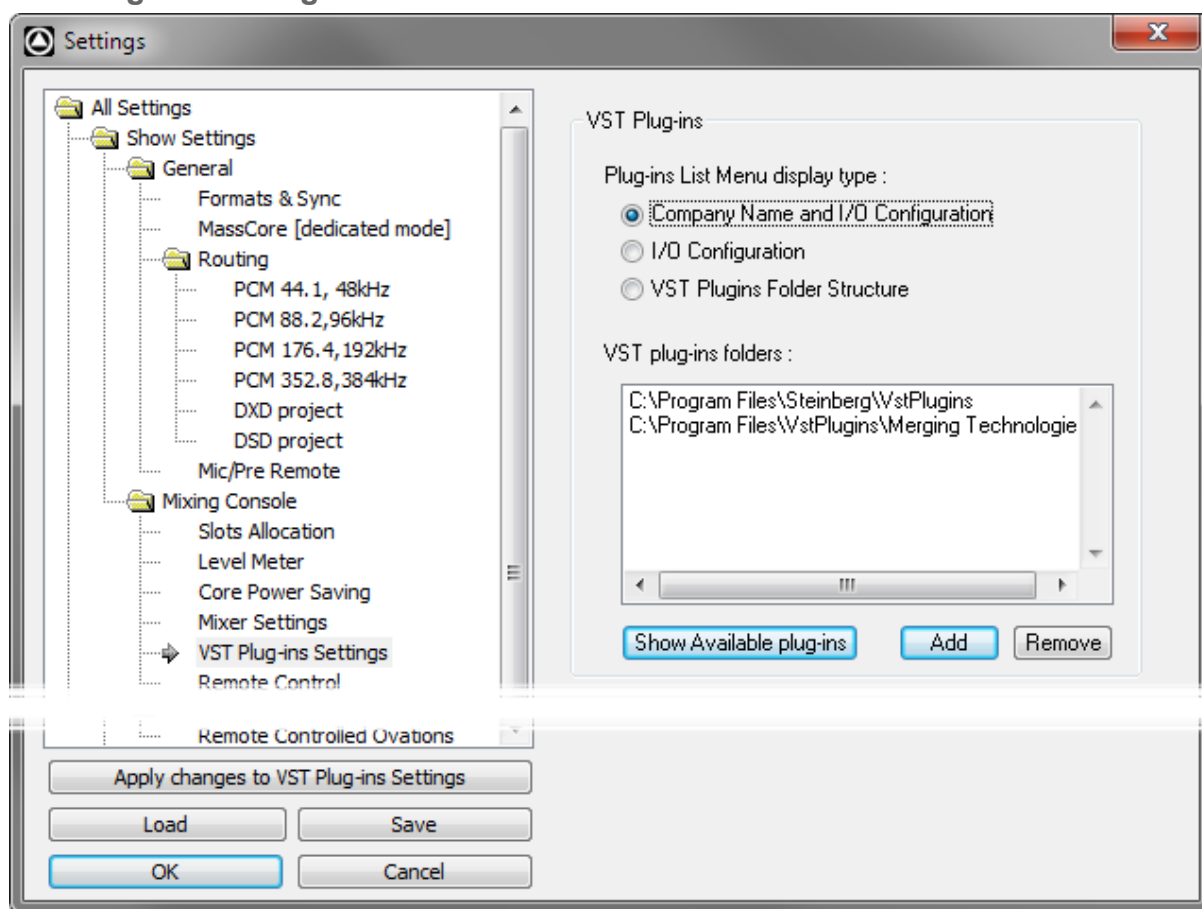 Settings
All Settings
Show Settings
General
Formats & Sync
MassCore [dedicated mode]
Routing
PCM 44.1, 48kHz
PCM 88.2,96kHz
PCM 176.4,192kHz
PCM 352.8,384kHz
DXD project
DSD project
Mic/Pre Remote
Mixing Console
Slots Allocation
Level Meter
Core Power Saving
Mixer Settings
VST Plug-ins Settings
Remote Control
Remote Controlled Ovations
Apply changes to VST Plug-ins Settings
Load
Save
OK
Cancel
VST Plug-ins
Plug-ins List Menu display type :
Company Name and I/O Configuration
I/O Configuration
VST Plugins Folder Structure
VST plug-ins folders :
C:\Program Files\Steinberg\VstPlugins
C:\Program Files\VstPlugins\Merging Technologie
Show Available plug-ins
Add
Remove